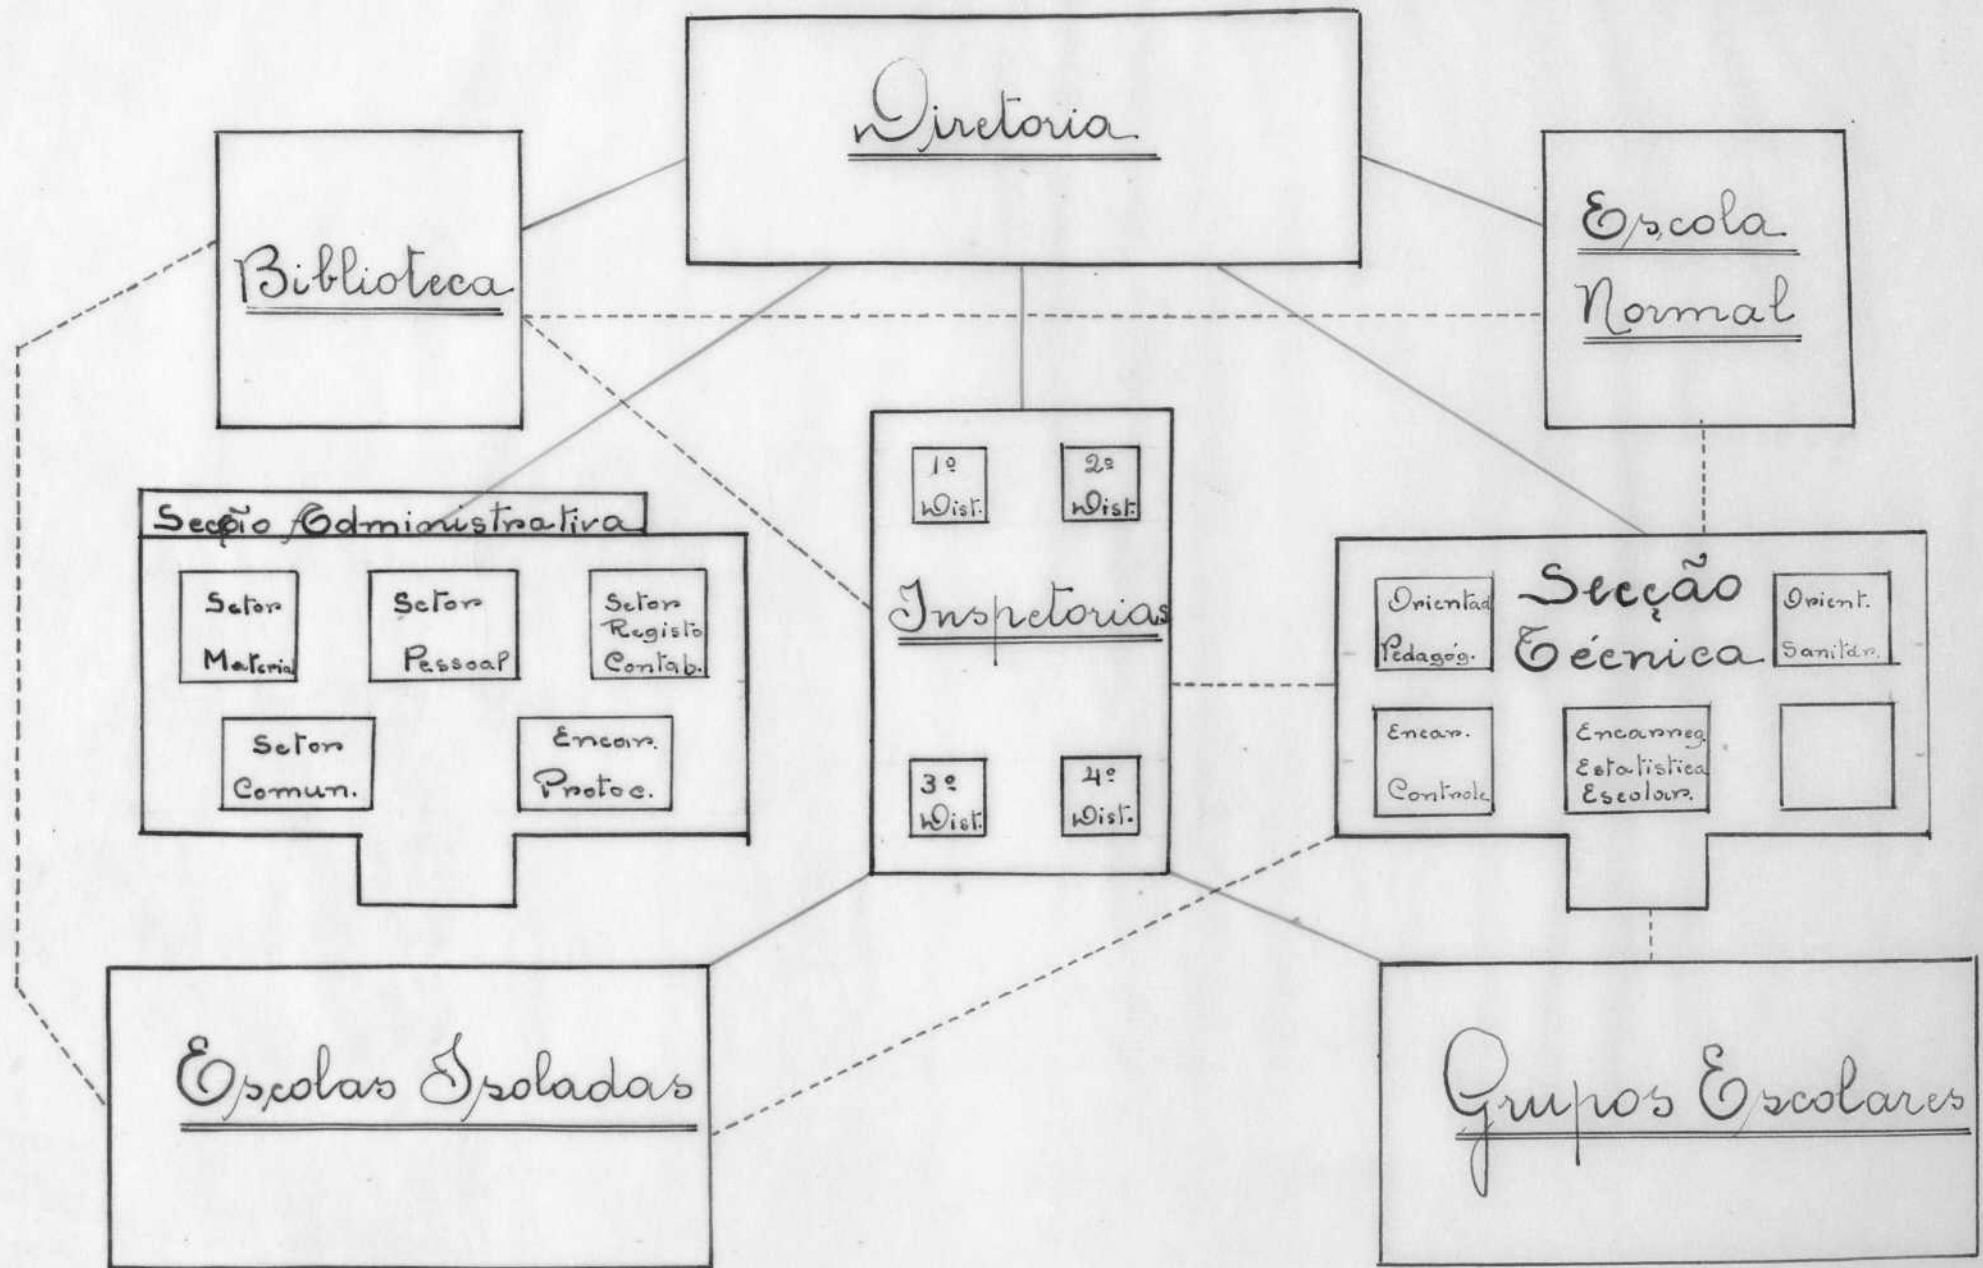 Diretoria
Biblioteca
Escola
Normal
Secção Administrativa
Setor
Material
Setor
Pessoal
Setor
Registo
Contab.
Setor
Comun.
Encar.
Protoc.
1º
Dist.
2º
Dist.
Inspetorias
3º
Dist.
4º
Dist.
Secção
Técnica
Orientad
Pedagóg.
Orient.
Sanitár.
Encar.
Controle
Encarreg.
Estatistica
Escolar.
Escolas Isoladas
Grupos Escolares